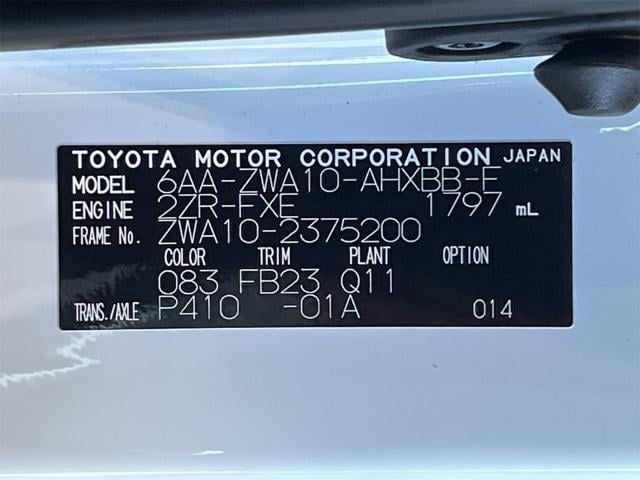 TOYOTA MOTOR CORPORATION JAPAN
MODEL 6AA-ZWA10-AHXBB-E
ENGINE 2ZR-FXE 1797 mL
FRAME No. ZWA10-2375200
COLOR TRIM PLANT OPTION
083 FB23 Q11
TRANS./AXLE P410 -01A 014